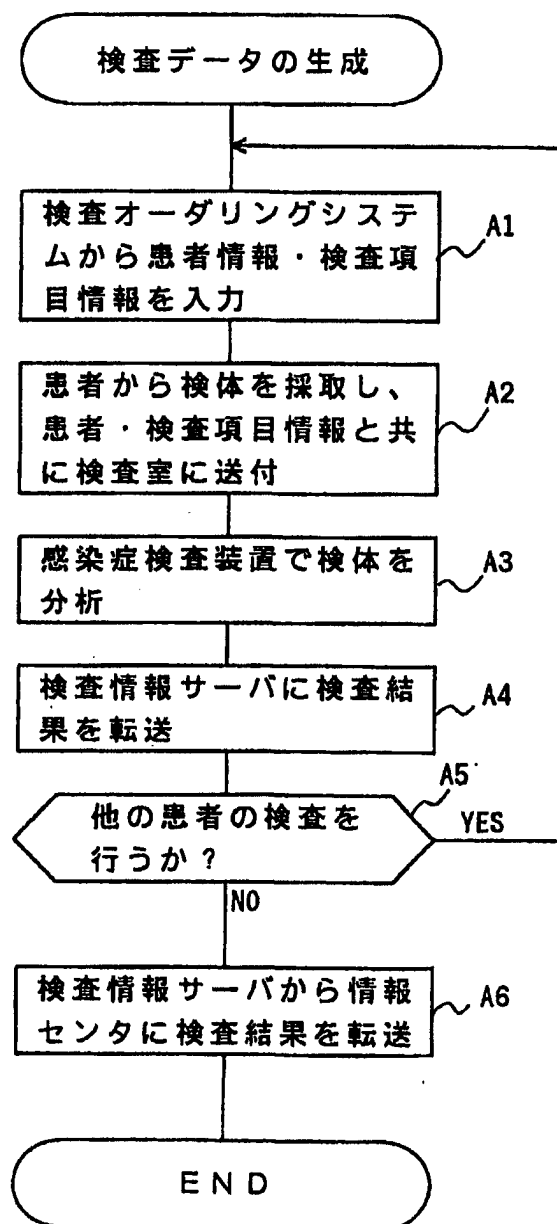 検査データの生成
検査オーダリングシステ
ムから患者情報・検査項
目情報を入力
A1
患者から検体を採取し、
患者・検査項目情報と共
に検査室に送付
A2
感染症検査装置で検体を
分析
A3
検査情報サーバに検査結
果を転送
A4
他の患者の検査を
行うか?
A5
YES
NO
検査情報サーバから情報
センタに検査結果を転送
A6
END